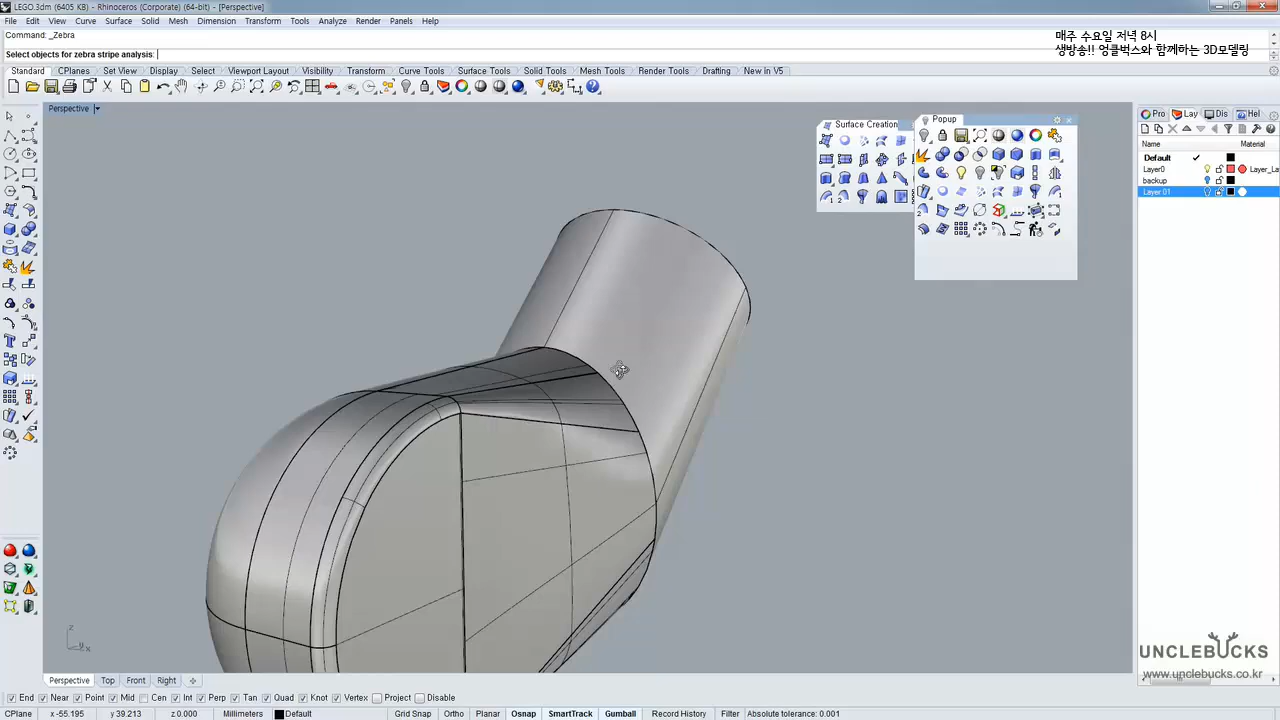 LEGO.3dm (6405 KB) - Rhinoceros (Corporate) (64-bit) - [Perspective]
File Edit View Curve Surface Solid Mesh Dimension Transform Tools Analyze Render Panels Help
Command: _Zebra
매주 수요일 저녁 8시
Select objects for zebra stripe analysis:
생방송!! 엉클벅스와 함께하는 3D모델링
Standard CPlanes Set View Display Select Viewport Layout Visibility Transform Curve Tools Surface Tools Solid Tools Mesh Tools Render Tools Drafting New in V5
Perspective
Surface Creation
Popup
Pro Lay Dis Hel
Name Material
Default
Layer0 Layer_La
backup
Layer 01
z
x
UNCLEBUCKS
www.unclebucks.co.kr
Perspective Top Front Right
End Near Point Mid Cen Int Perp Tan Quad Knot Vertex Project Disable
CPlane x -55.195 y 39.213 z 0.000 Millimeters Default Grid Snap Ortho Planar Osnap SmartTrack Gumball Record History Filter Absolute tolerance: 0.001